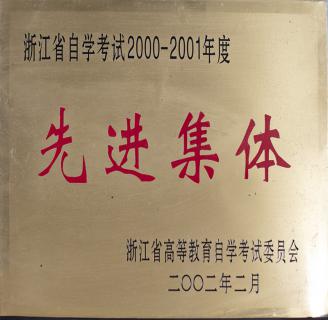 浙江省自学考试2000-2001年度
先进集体
浙江省高等教育自学考试委员会
二〇〇二年二月